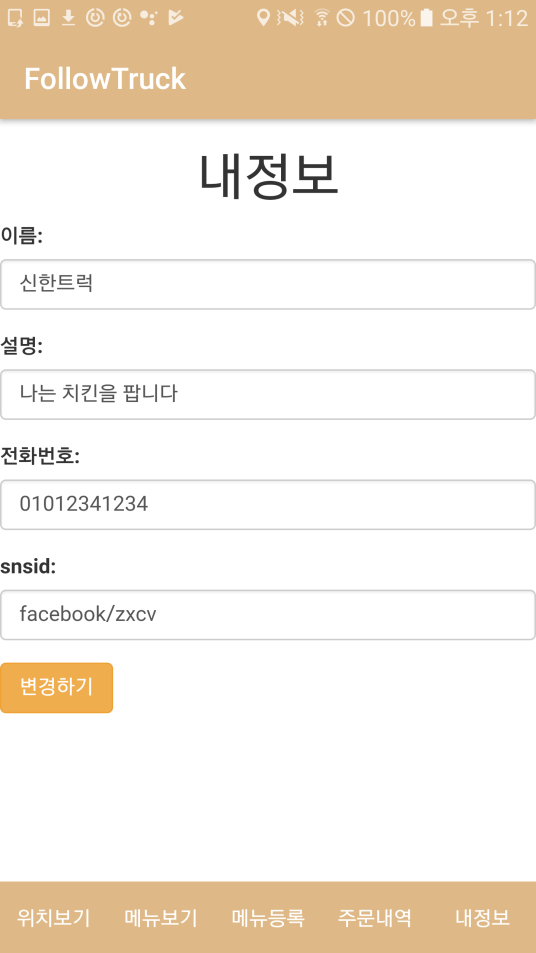 100% 오후 1:12
FollowTruck
내정보
이름:
신한트럭
설명:
나는 치킨을 팝니다
전화번호:
01012341234
snsid:
facebook/zxcv
변경하기
위치보기 메뉴보기 메뉴등록 주문내역 내정보